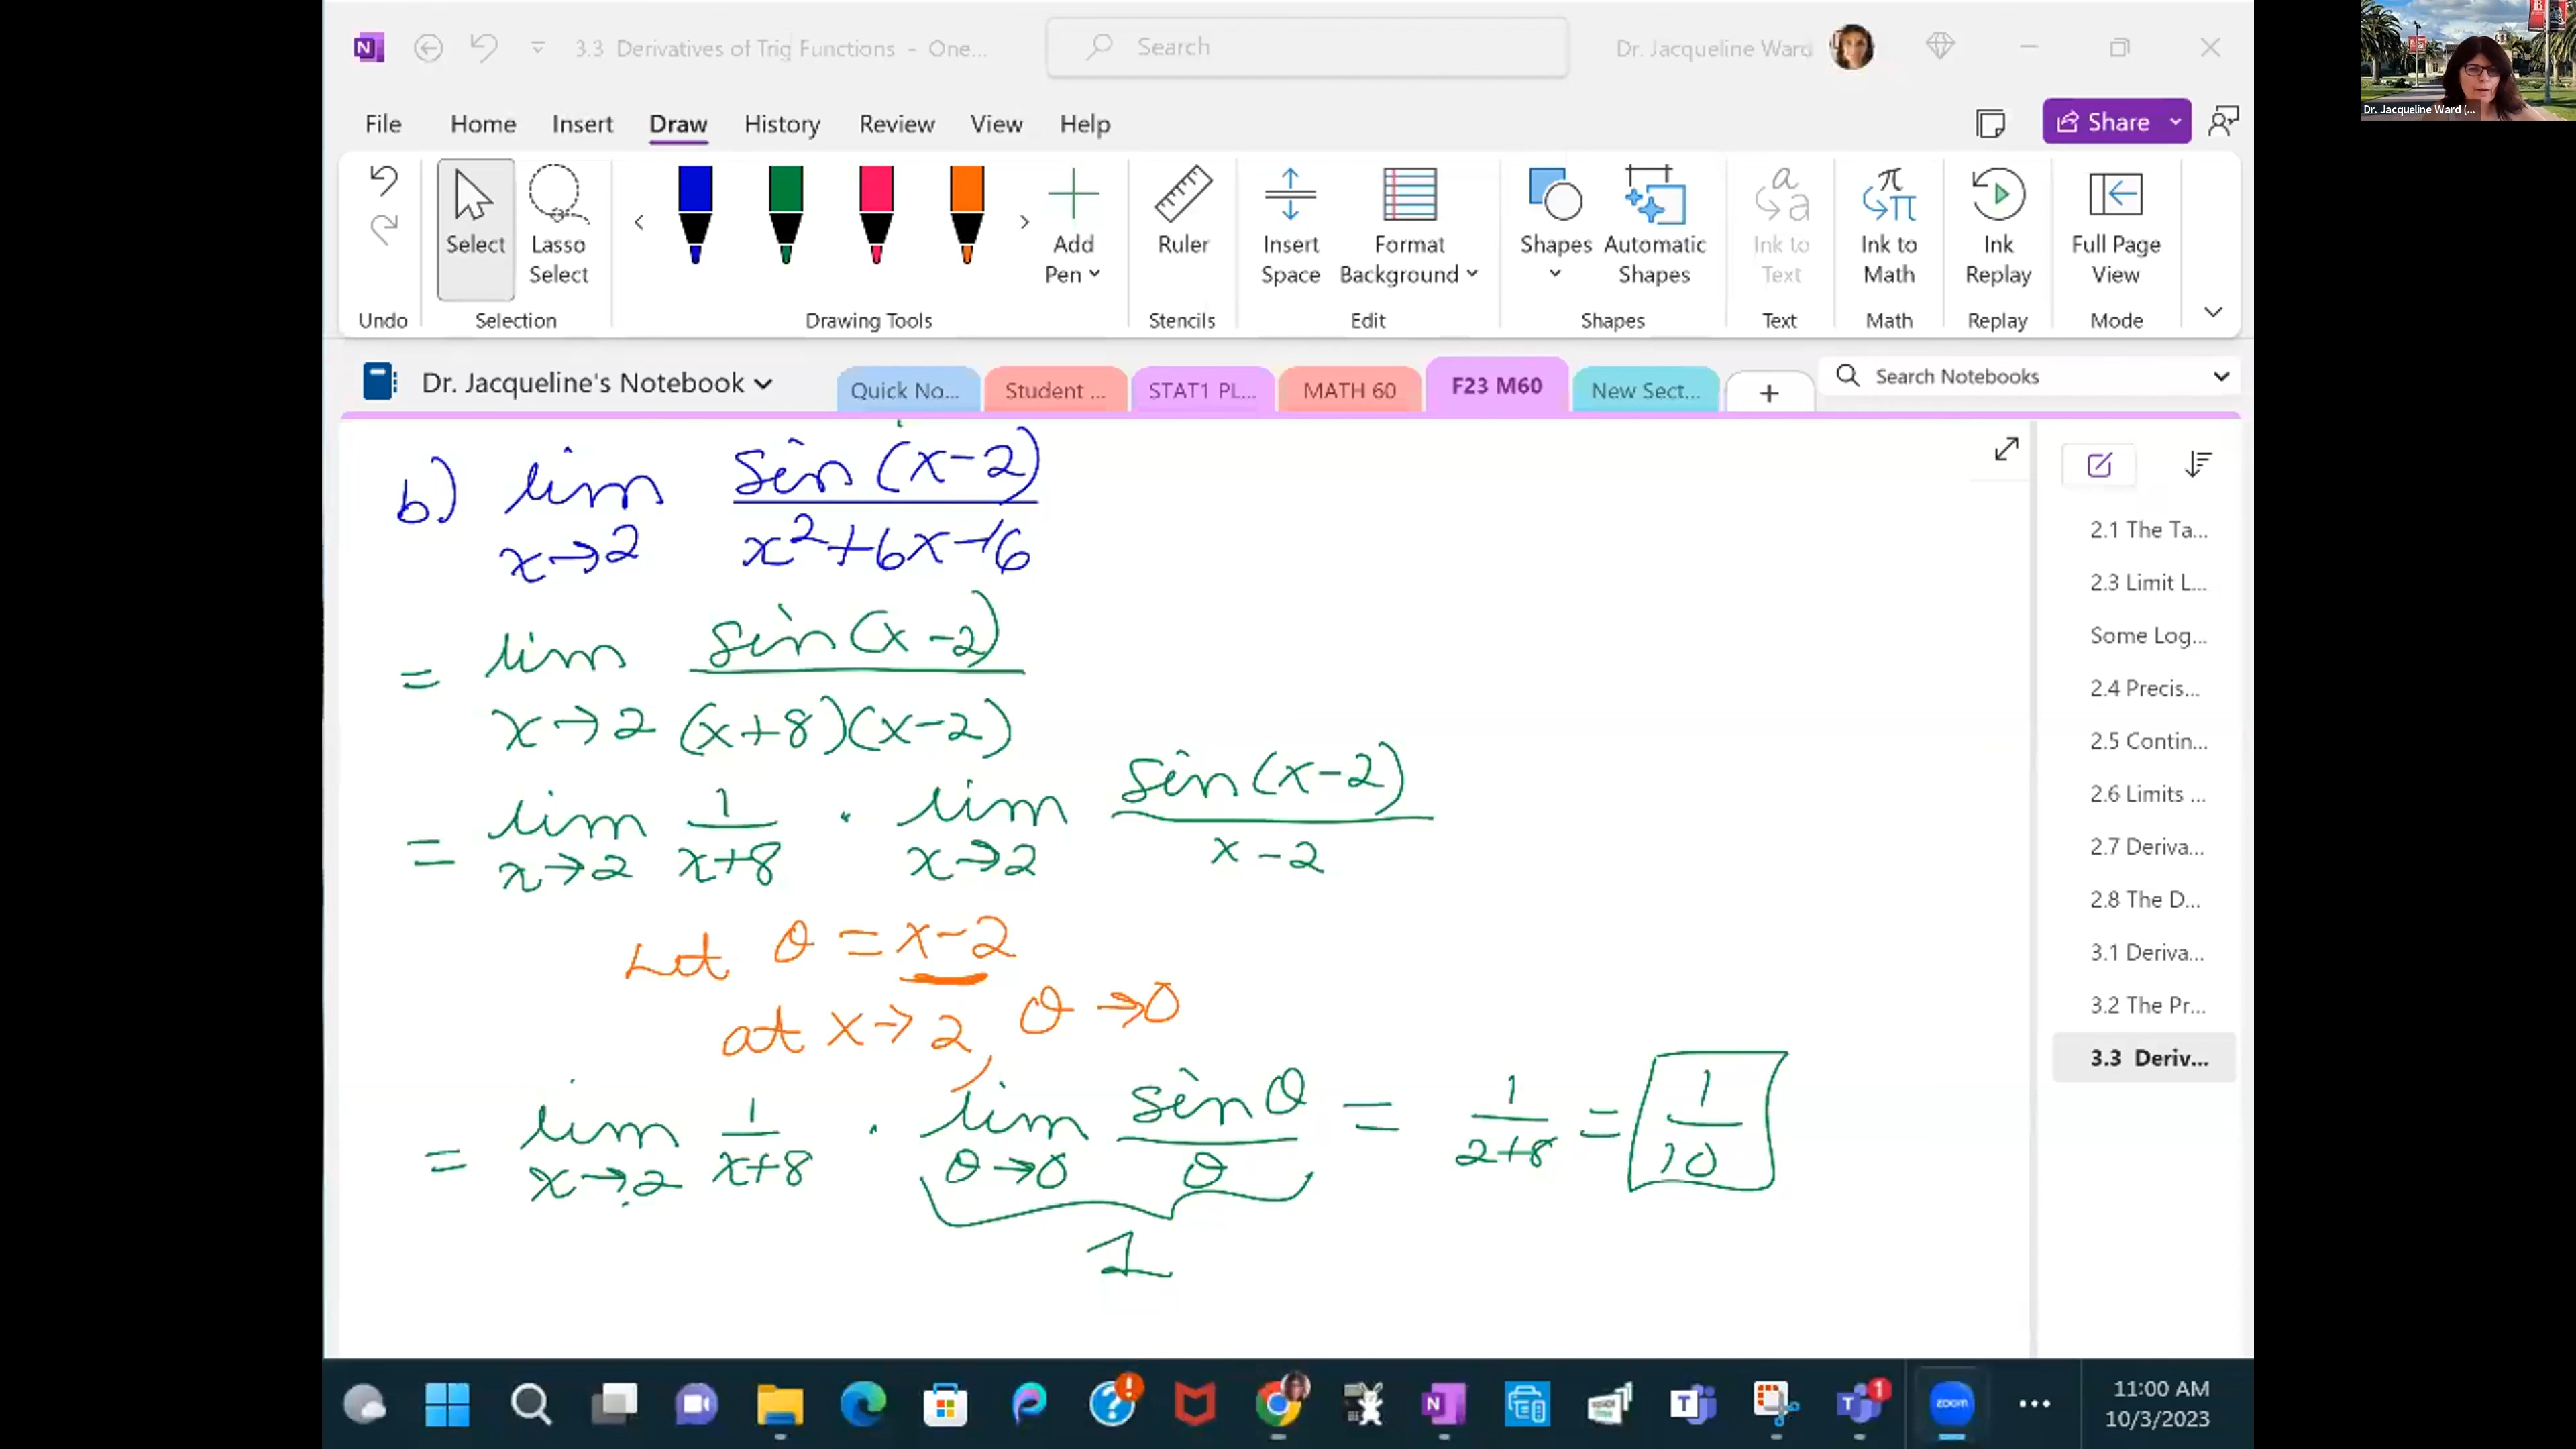 3.3 Derivatives of Trig Functions - One...
Search
Dr. Jacqueline Ward
Dr. Jacqueline Ward (...
File Home Insert Draw History Review View Help
Share
Select
Lasso Select
Add Pen
Ruler
Insert Space
Format Background
Shapes
Automatic Shapes
Ink to Text
Ink to Math
Ink Replay
Full Page View
Undo Selection Drawing Tools Stencils Edit Shapes Text Math Replay Mode
Dr. Jacqueline's Notebook
Quick No... Student ... STAT1 PL... MATH 60 F23 M60 New Sect... +
Search Notebooks
b) lim x→2 sin(x-2) / x²+6x-16
= lim x→2 sin(x-2) / (x+8)(x-2)
= lim x→2 1/x+8 · lim x→2 sin(x-2) / x-2
Let θ = x-2
at x→2, θ→0
= lim x→2 1/x+8 · lim θ→0 sinθ/θ = 1/2+8 = 1/10
1
2.1 The Ta...
2.3 Limit L...
Some Log...
2.4 Precis...
2.5 Contin...
2.6 Limits ...
2.7 Deriva...
2.8 The D...
3.1 Deriva...
3.2 The Pr...
3.3 Deriv...
zoom
11:00 AM
10/3/2023